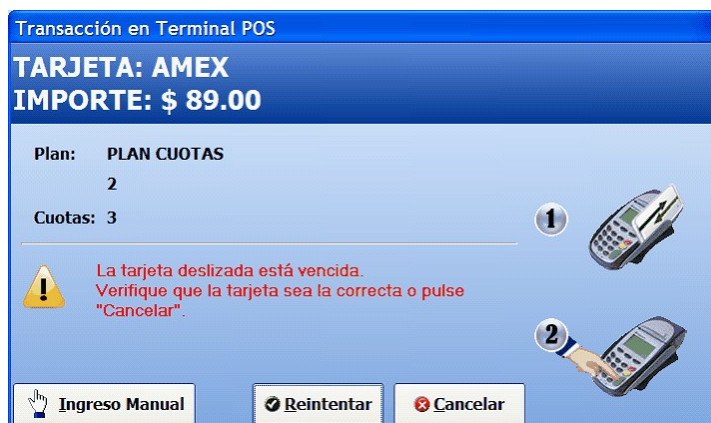 Transacción en Terminal POS
TARJETA: AMEX
IMPORTE: $ 89.00
Plan: PLAN CUOTAS
2
Cuotas: 3
La tarjeta deslizada está vencida.
Verifique que la tarjeta sea la correcta o pulse
"Cancelar".
1
2
Ingreso Manual
Reintentar
Cancelar